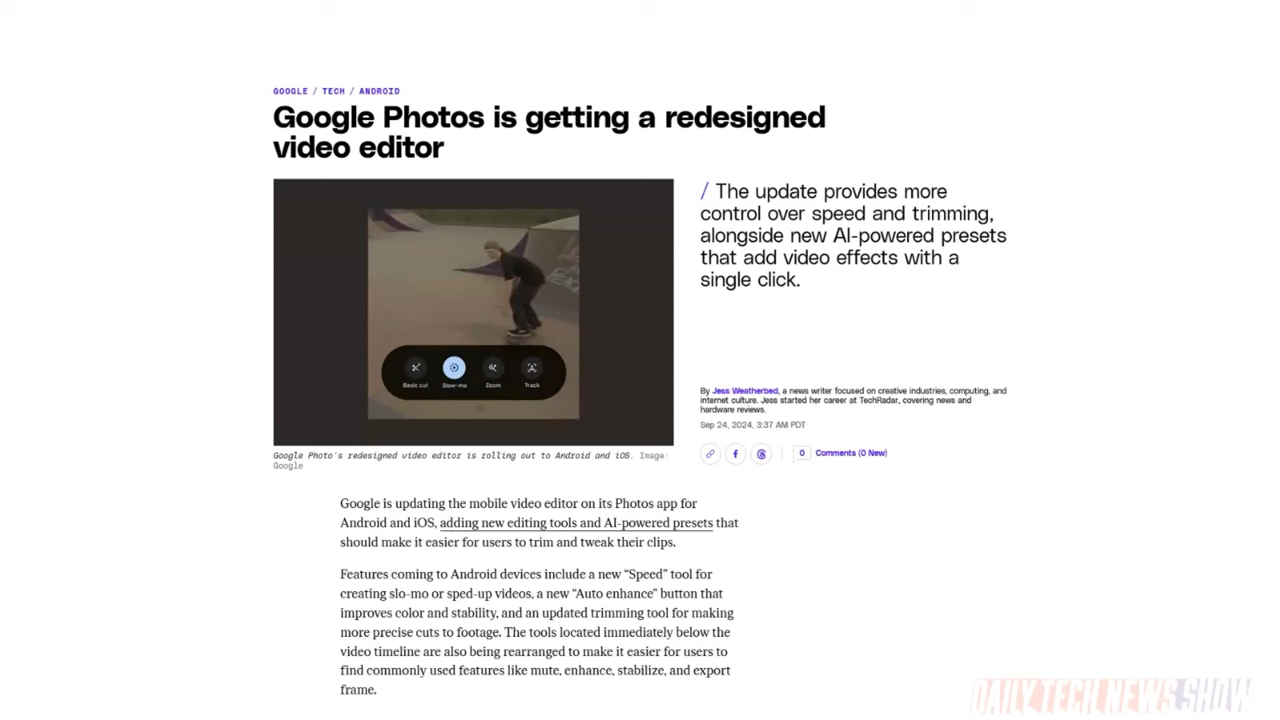 GOOGLE / TECH / ANDROID
Google Photos is getting a redesigned
video editor
/ The update provides more
control over speed and trimming,
alongside new AI-powered presets
that add video effects with a
single click.
Basic cut
Slow-mo
Zoom
Track
By Jess Weatherbed, a news writer focused on creative industries, computing, and
internet culture. Jess started her career at TechRadar, covering news and
hardware reviews.
Sep 24, 2024, 3:37 AM PDT
0 Comments (0 New)
Google Photo's redesigned video editor is rolling out to Android and iOS. Image:
Google
Google is updating the mobile video editor on its Photos app for
Android and iOS, adding new editing tools and AI-powered presets that
should make it easier for users to trim and tweak their clips.
Features coming to Android devices include a new “Speed” tool for
creating slo-mo or sped-up videos, a new “Auto enhance” button that
improves color and stability, and an updated trimming tool for making
more precise cuts to footage. The tools located immediately below the
video timeline are also being rearranged to make it easier for users to
find commonly used features like mute, enhance, stabilize, and export
frame.
DAILY TECH NEWS SHOW